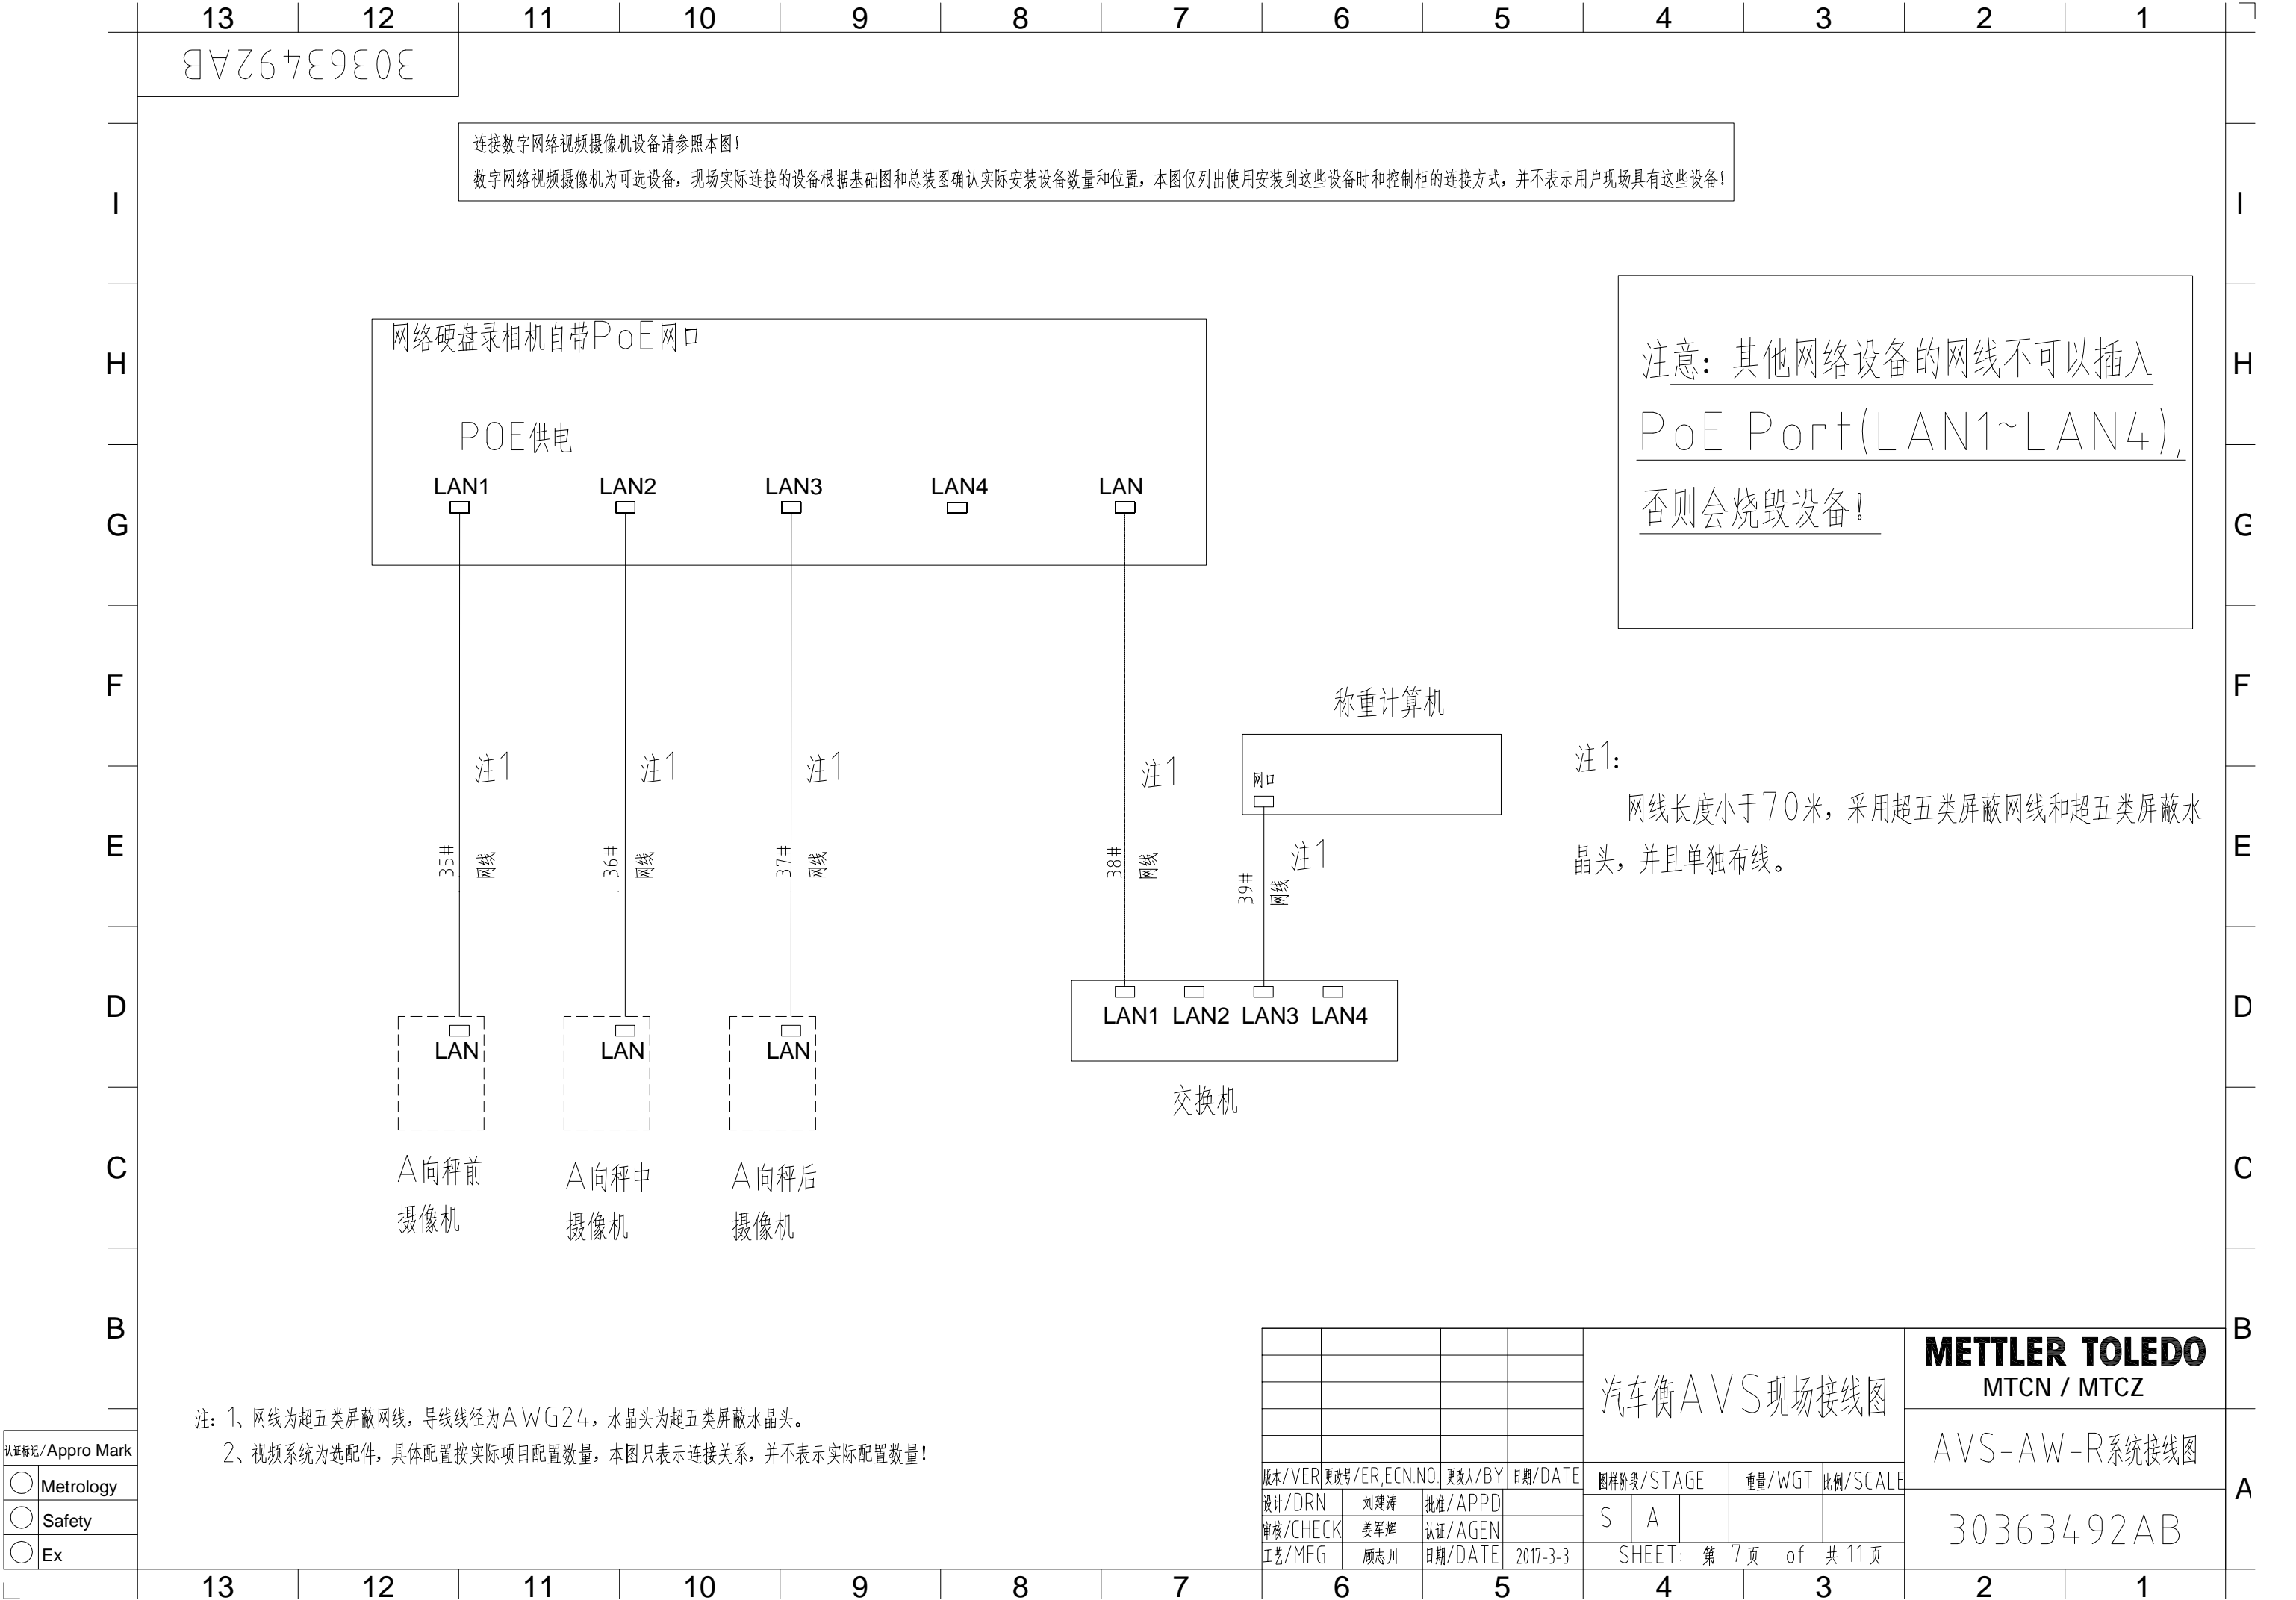 13 12 11 10 9 8 7 6 5 4 3 2 1
30363492AB
连接数字网络视频摄像机设备请参照本图!
数字网络视频摄像机为可选设备，现场实际连接的设备根据基础图和总装图确认实际安装设备数量和位置，本图仅列出使用安装到这些设备时和控制柜的连接方式，并不表示用户现场具有这些设备!
I I
H H
G G
F F
E E
D D
C C
B B
A
网络硬盘录相机自带PoE网口
POE供电
LAN1 LAN2 LAN3 LAN4 LAN
注意：其他网络设备的网线不可以插入
PoE Port(LAN1~LAN4),
否则会烧毁设备!
称重计算机
网口
注1 注1 注1 注1
注1
35# 网线
36# 网线
37# 网线
38# 网线
39# 网线
注1：
网线长度小于70米，采用超五类屏蔽网线和超五类屏蔽水
晶头，并且单独布线。
LAN1 LAN2 LAN3 LAN4
交换机
LAN LAN LAN
A向秤前
摄像机
A向秤中
摄像机
A向秤后
摄像机
注：1、网线为超五类屏蔽网线，导线线径为AWG24，水晶头为超五类屏蔽水晶头。
2、视频系统为选配件，具体配置按实际项目配置数量，本图只表示连接关系，并不表示实际配置数量!
认证标记/Appro Mark
Metrology
Safety
Ex
版本/VER 更改号/ER,ECN.NO. 更改人/BY 日期/DATE
设计/DRN 刘建涛 批准/APPD
审核/CHECK 姜军辉 认证/AGEN
工艺/MFG 顾志川 日期/DATE 2017-3-3
汽车衡AVS现场接线图
图样阶段/STAGE 重量/WGT 比例/SCALE
S A
SHEET: 第 7页 of 共11页
METTLER TOLEDO
MTCN / MTCZ
AVS-AW-R系统接线图
30363492AB
13 12 11 10 9 8 7 6 5 4 3 2 1